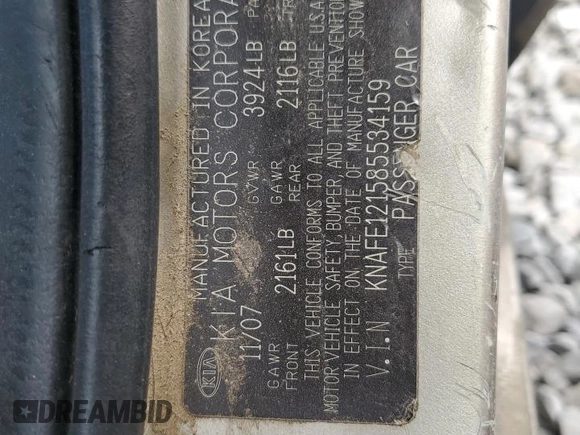 MANUFACTURED IN KOREA
KIA MOTORS CORPORA
11/07 GVWR 3924LB
GAWR FRONT 2161LB GAWR REAR 2116LB
THIS VEHICLE CONFORMS TO ALL APPLICABLE USA
MOTOR VEHICLE SAFETY, BUMPER, AND THEFT PREVENTION
IN EFFECT ON THE DATE OF MANUFACTURE SHOW
V.I.N KNAFE121585534159
TYPE PASSENGER CAR
KIA
DREAMBID